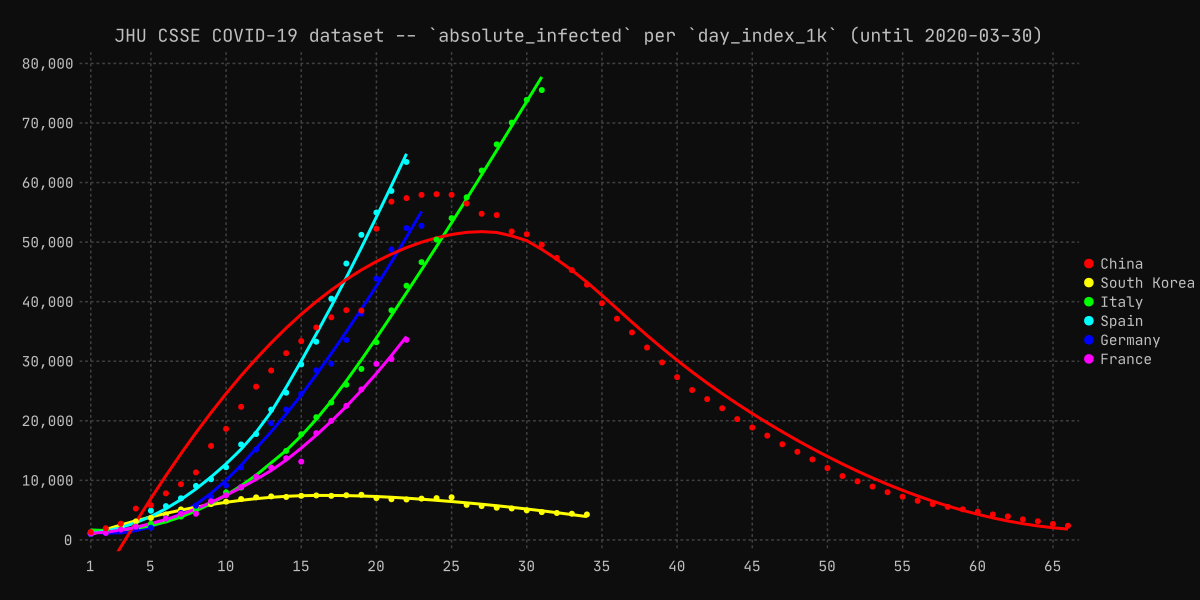 JHU CSSE COVID-19 dataset -- `absolute_infected` per `day_index_1k` (until 2020-03-30)
80,000
70,000
60,000
50,000
40,000
30,000
20,000
10,000
0
1 5 10 15 20 25 30 35 40 45 50 55 60 65
China
South Korea
Italy
Spain
Germany
France